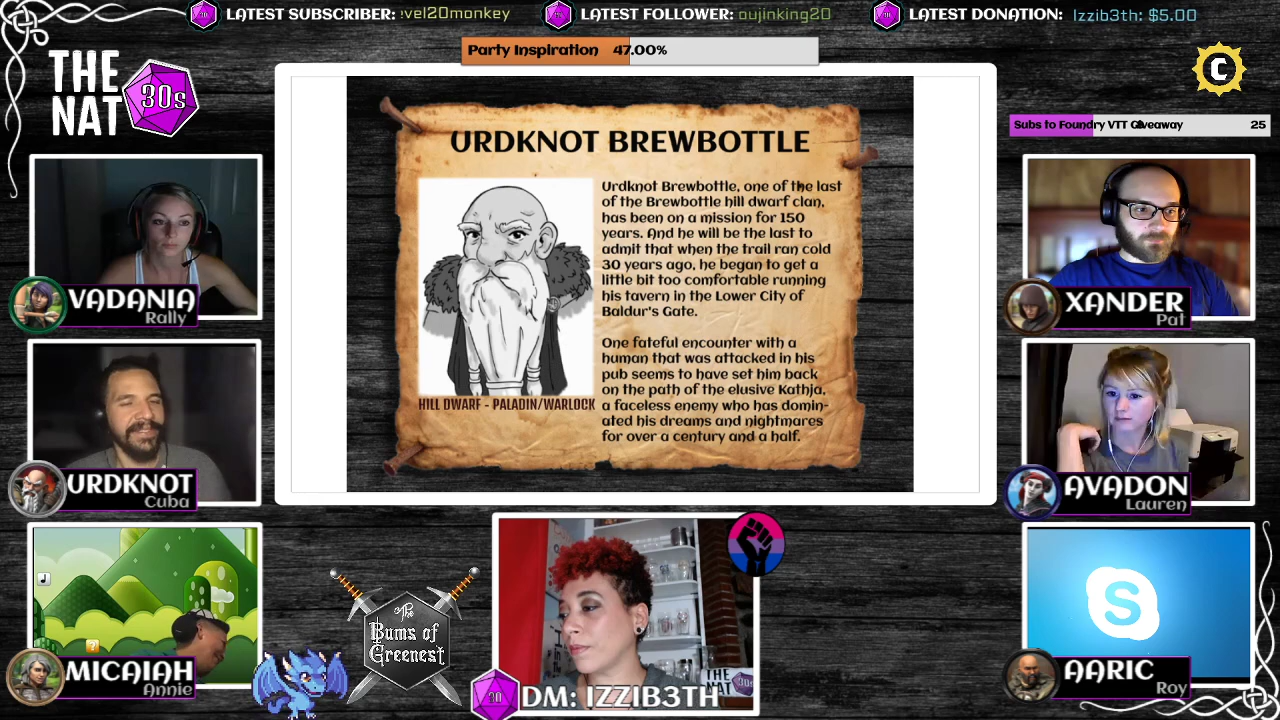 LATEST SUBSCRIBER: :vel20monkey
LATEST FOLLOWER: oujinking20
LATEST DONATION: Izzib3th: $5.00
Party Inspiration 47.00%
THE
NAT 30s
C
Subs to Foundry VTT Giveaway 25
URDKNOT BREWBOTTLE
Urdknot Brewbottle, one of the last
of the Brewbottle hill dwarf clan,
has been on a mission for 150
years. And he will be the last to
admit that when the trail ran cold
30 years ago, he began to get a
little bit too comfortable running
his tavern in the Lower City of
Baldur's Gate.
One fateful encounter with a
human that was attacked in his
pub seems to have set him back
on the path of the elusive Kathja,
a faceless enemy who has domin-
ated his dreams and nightmares
for over a century and a half.
HILL DWARF - PALADIN/WARLOCK
VADANIA
Rally
URDKNOT
Cuba
MICAIAH
Annie
XANDER
Pat
AVADON
Lauren
AARIC
Roy
S
?
The
Bums of
Greenest
THE
NAT 30s
30
DM: IZZIB3TH